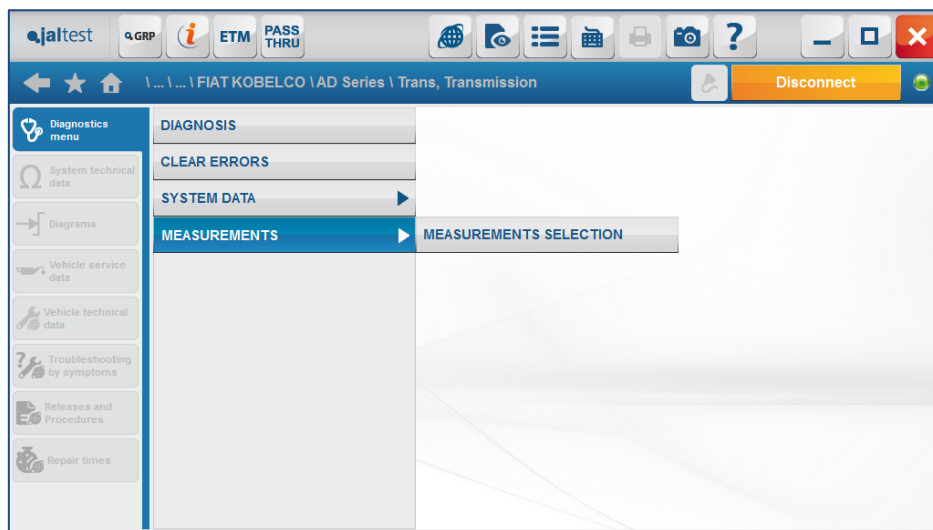 jaltest GRP i ETM PASS THRU ?
\ ... \ ... \ FIAT KOBELCO \ AD Series \ Trans, Transmission
Disconnect
Diagnostics
menu
System technical
data
Diagrams
Vehicle service
data
Vehicle technical
data
Troubleshooting
by symptoms
Releases and
Procedures
Repair times
DIAGNOSIS
CLEAR ERRORS
SYSTEM DATA
MEASUREMENTS
MEASUREMENTS SELECTION